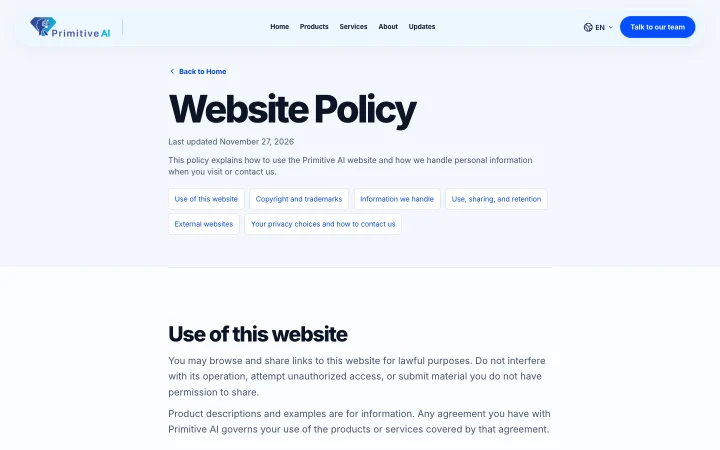 Primitive AI
Home Products Services About Updates
EN
Talk to our team
Back to Home
Website Policy
Last updated November 27, 2026
This policy explains how to use the Primitive AI website and how we handle personal information
when you visit or contact us.
Use of this website Copyright and trademarks Information we handle Use, sharing, and retention
External websites Your privacy choices and how to contact us
Use of this website
You may browse and share links to this website for lawful purposes. Do not interfere
with its operation, attempt unauthorized access, or submit material you do not have
permission to share.
Product descriptions and examples are for information. Any agreement you have with
Primitive AI governs your use of the products or services covered by that agreement.